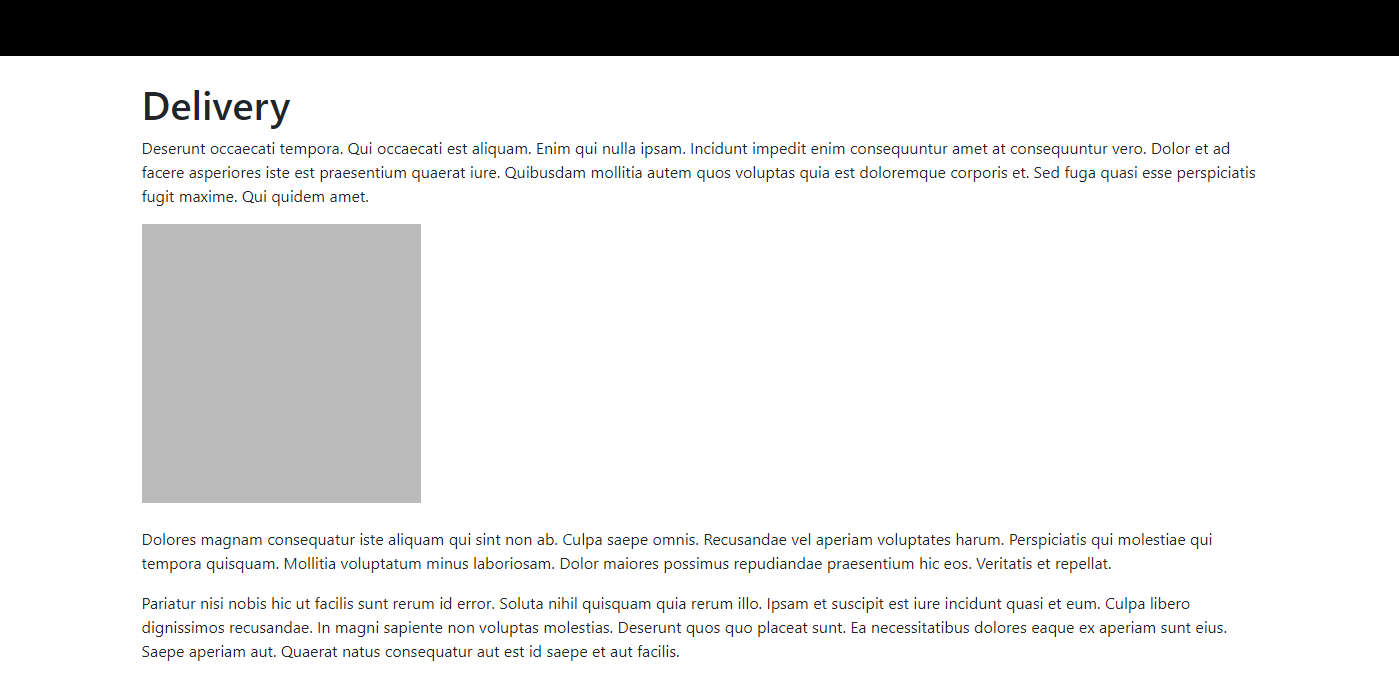 Delivery
Deserunt occaecati tempora. Qui occaecati est aliquam. Enim qui nulla ipsam. Incidunt impedit enim consequuntur amet at consequuntur vero. Dolor et ad
facere asperiores iste est praesentium quaerat iure. Quibusdam mollitia autem quos voluptas quia est doloremque corporis et. Sed fuga quasi esse perspiciatis
fugit maxime. Qui quidem amet.
Dolores magnam consequatur iste aliquam qui sint non ab. Culpa saepe omnis. Recusandae vel aperiam voluptates harum. Perspiciatis qui molestiae qui
tempora quisquam. Mollitia voluptatum minus laboriosam. Dolor maiores possimus repudiandae praesentium hic eos. Veritatis et repellat.
Pariatur nisi nobis hic ut facilis sunt rerum id error. Soluta nihil quisquam quia rerum illo. Ipsam et suscipit est iure incidunt quasi et eum. Culpa libero
dignissimos recusandae. In magni sapiente non voluptas molestias. Deserunt quos quo placeat sunt. Ea necessitatibus dolores eaque ex aperiam sunt eius.
Saepe aperiam aut. Quaerat natus consequatur aut est id saepe et aut facilis.